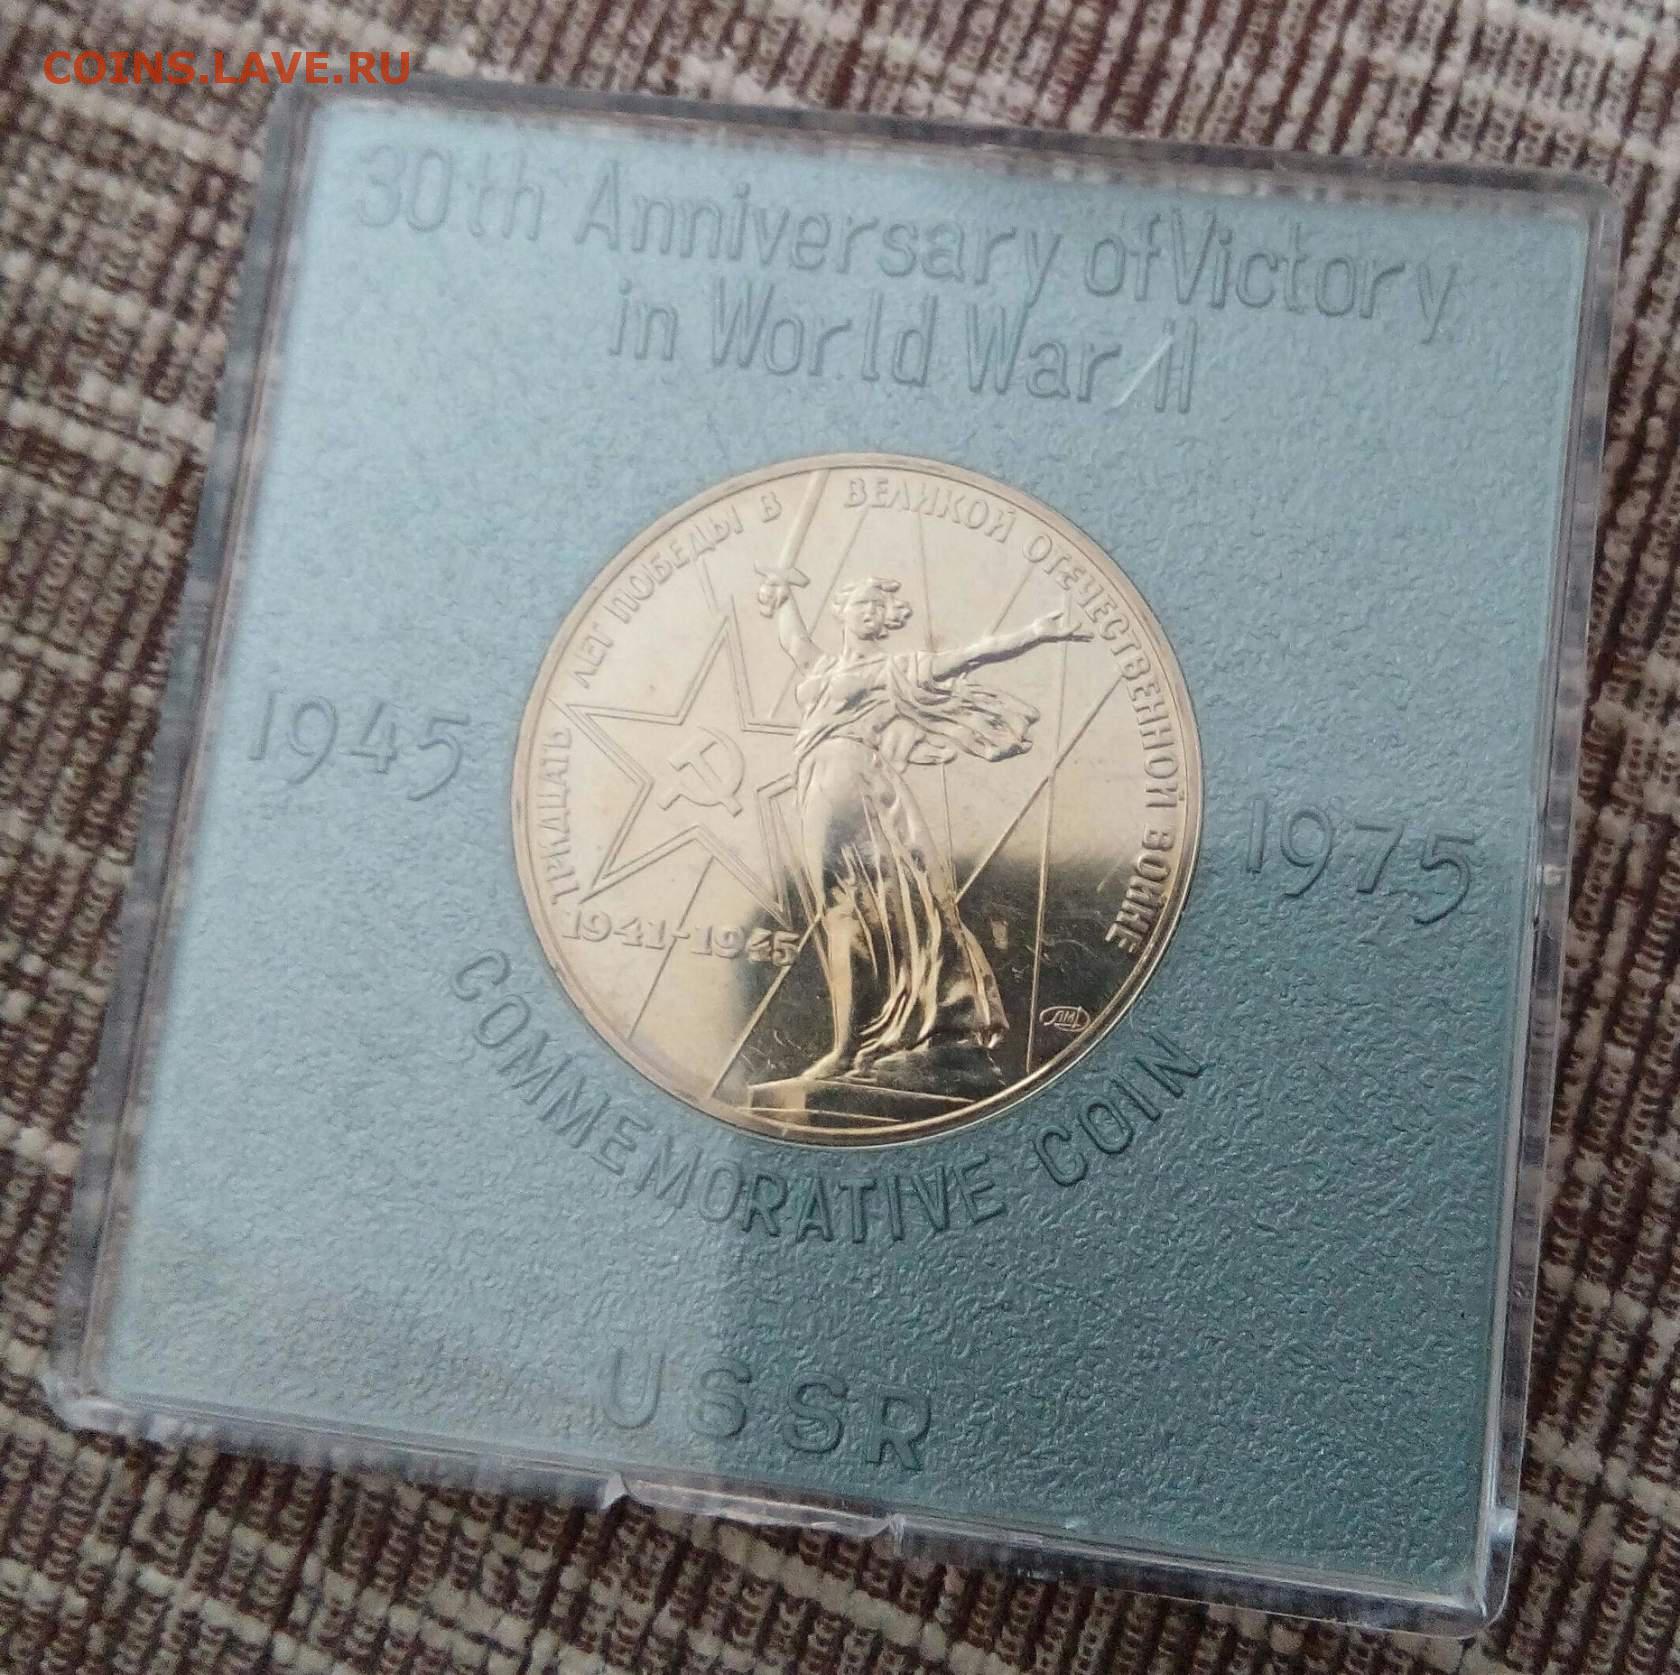 COINS.LAVE.RU
30th Anniversary of Victory
in World War II
ТРИДЦАТЬ ЛЕТ ПОБЕДЫ В ВЕЛИКОЙ ОТЕЧЕСТВЕННОЙ ВОЙНЕ
1945
1975
1941-1945
ЛМД
COMMEMORATIVE COIN
USSR